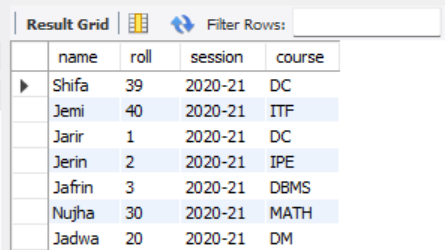 Result Grid Filter Rows:
name roll session course
Shifa 39 2020-21 DC
Jemi 40 2020-21 ITF
Jarir 1 2020-21 DC
Jerin 2 2020-21 IPE
Jafrin 3 2020-21 DBMS
Nujha 30 2020-21 MATH
Jadwa 20 2020-21 DM